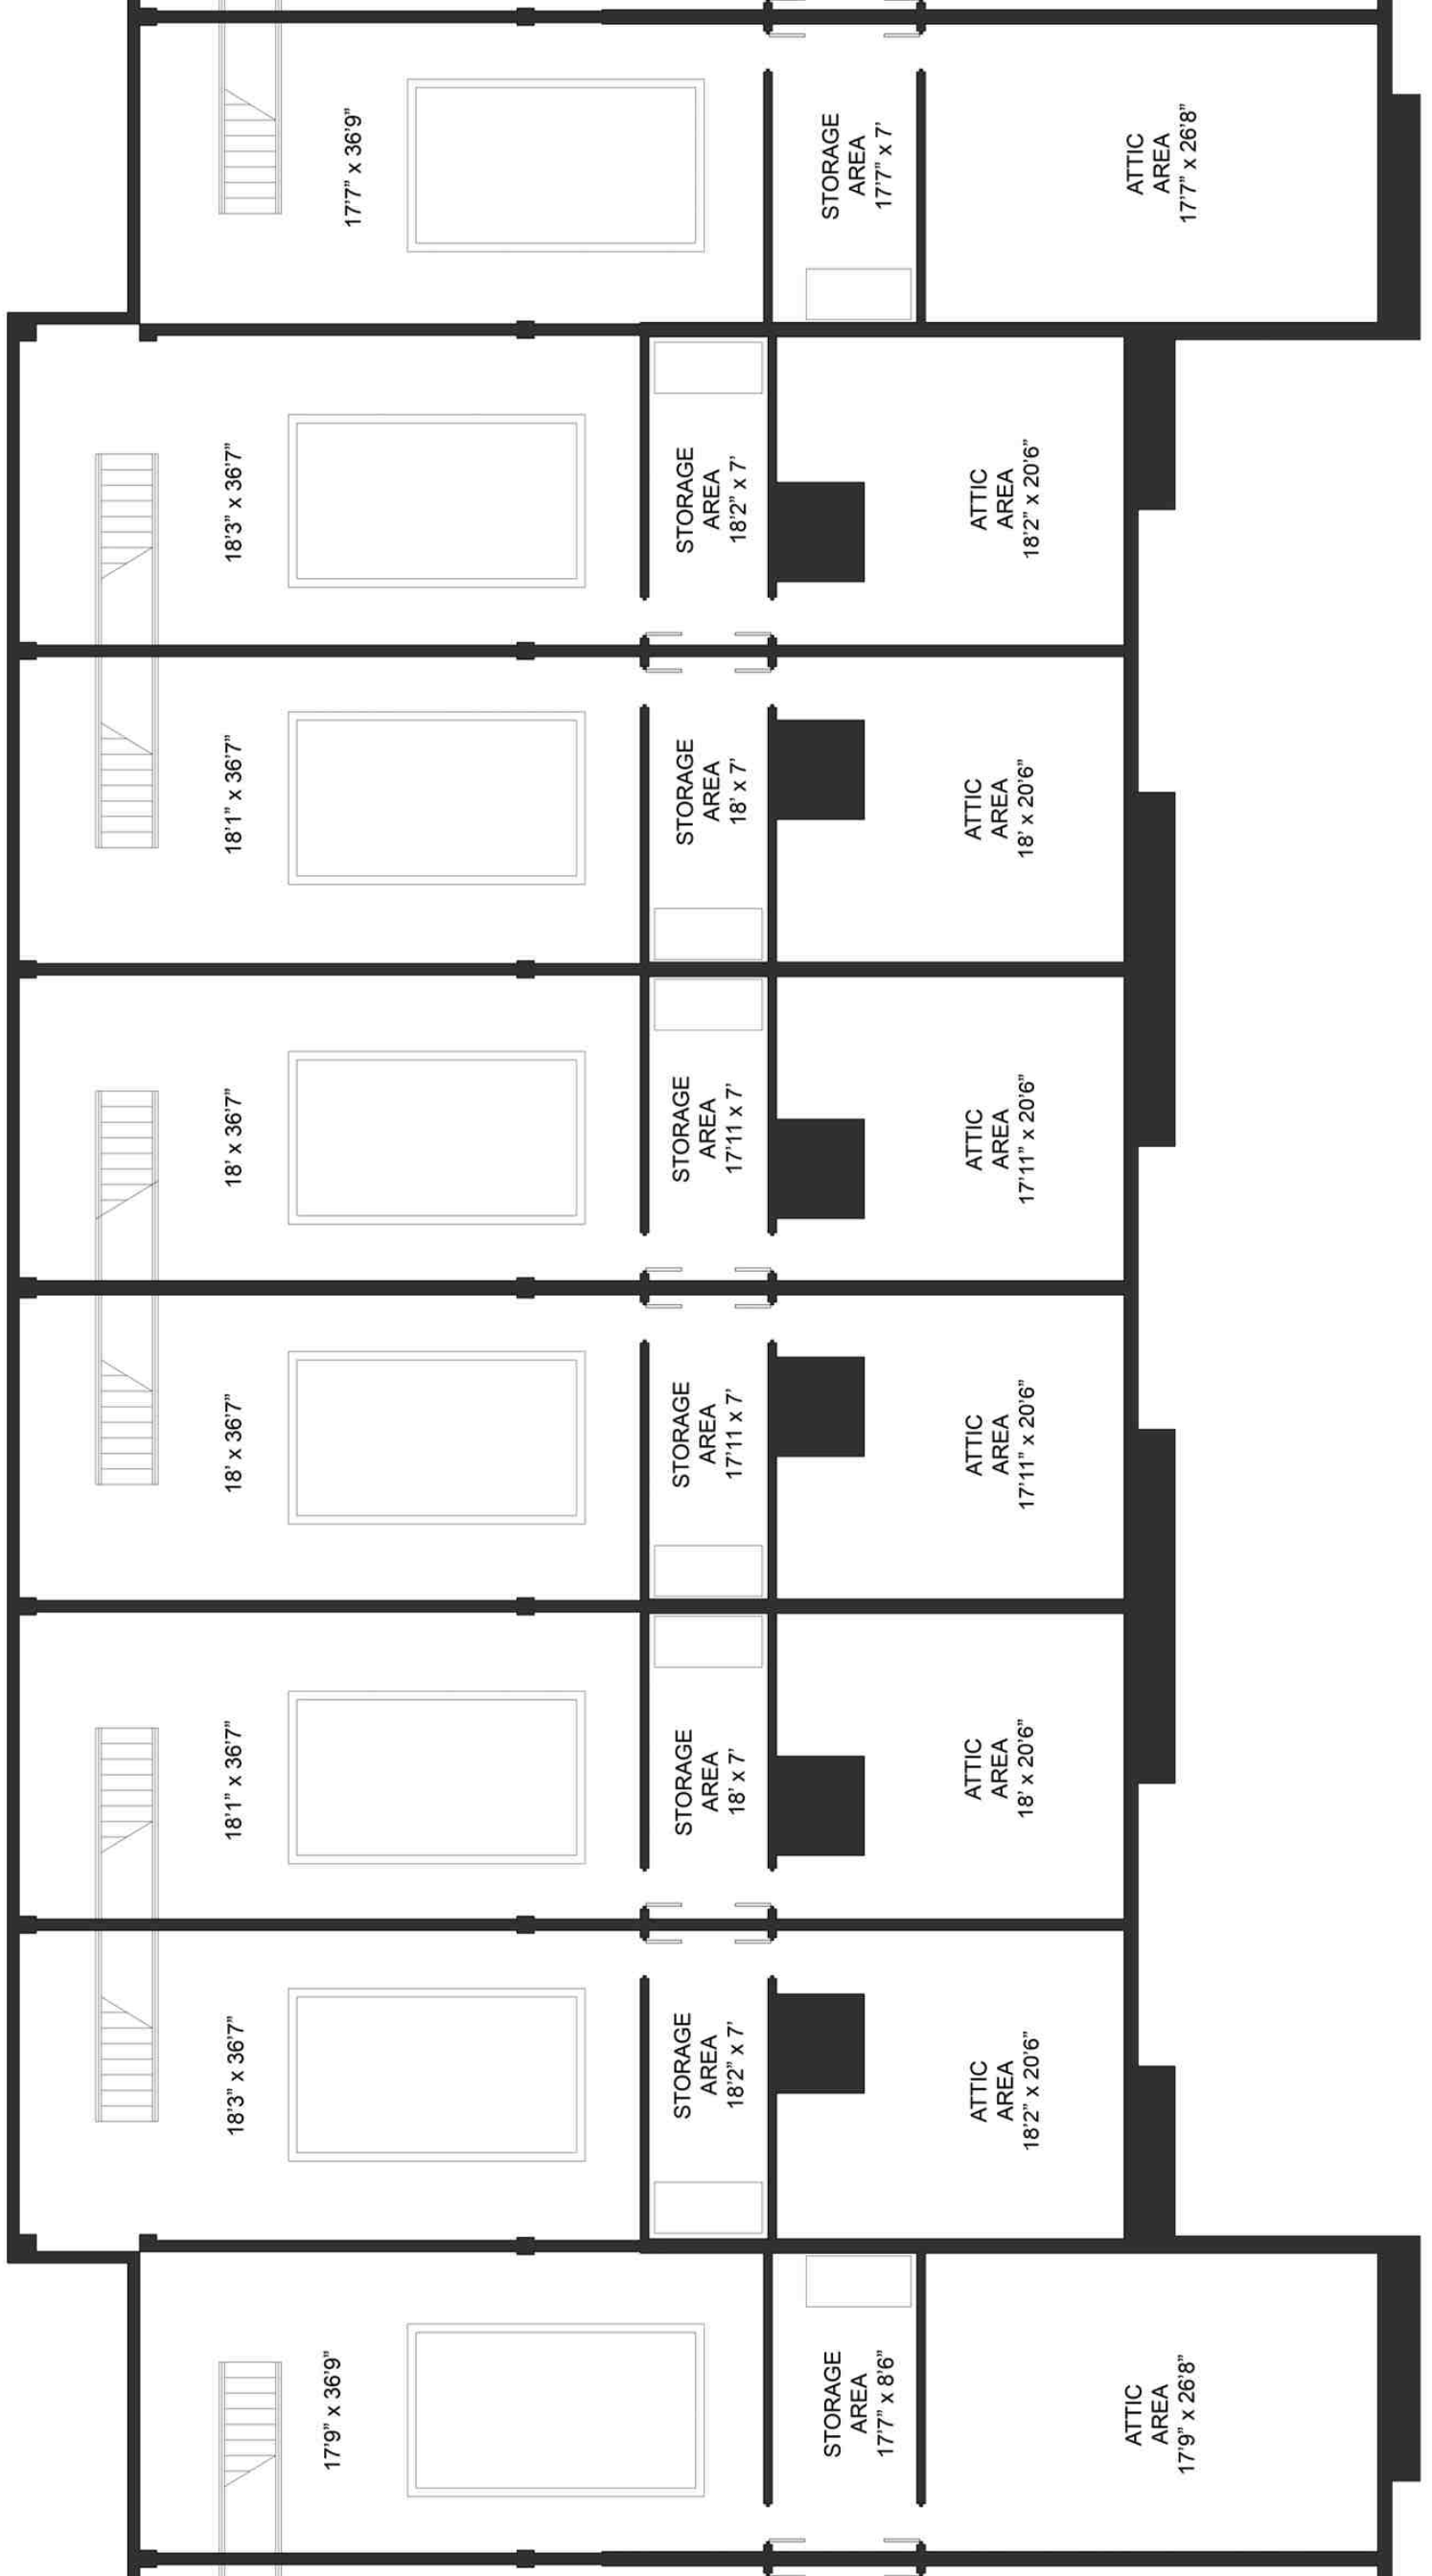 17'7” x 36'9”
STORAGE
AREA
17'7” x 7'
ATTIC
AREA
17'7” x 26'8”
18'3” x 36'7”
STORAGE
AREA
18'2” x 7'
ATTIC
AREA
18'2” x 20'6”
18'1” x 36'7”
STORAGE
AREA
18' x 7'
ATTIC
AREA
18' x 20'6”
18' x 36'7”
STORAGE
AREA
17'11 x 7'
ATTIC
AREA
17'11” x 20'6”
18' x 36'7”
STORAGE
AREA
17'11 x 7'
ATTIC
AREA
17'11” x 20'6”
18'1” x 36'7”
STORAGE
AREA
18' x 7'
ATTIC
AREA
18' x 20'6”
18'3” x 36'7”
STORAGE
AREA
18'2” x 7'
ATTIC
AREA
18'2” x 20'6”
17'9” x 36'9”
STORAGE
AREA
17'7” x 8'6”
ATTIC
AREA
17'9” x 26'8”